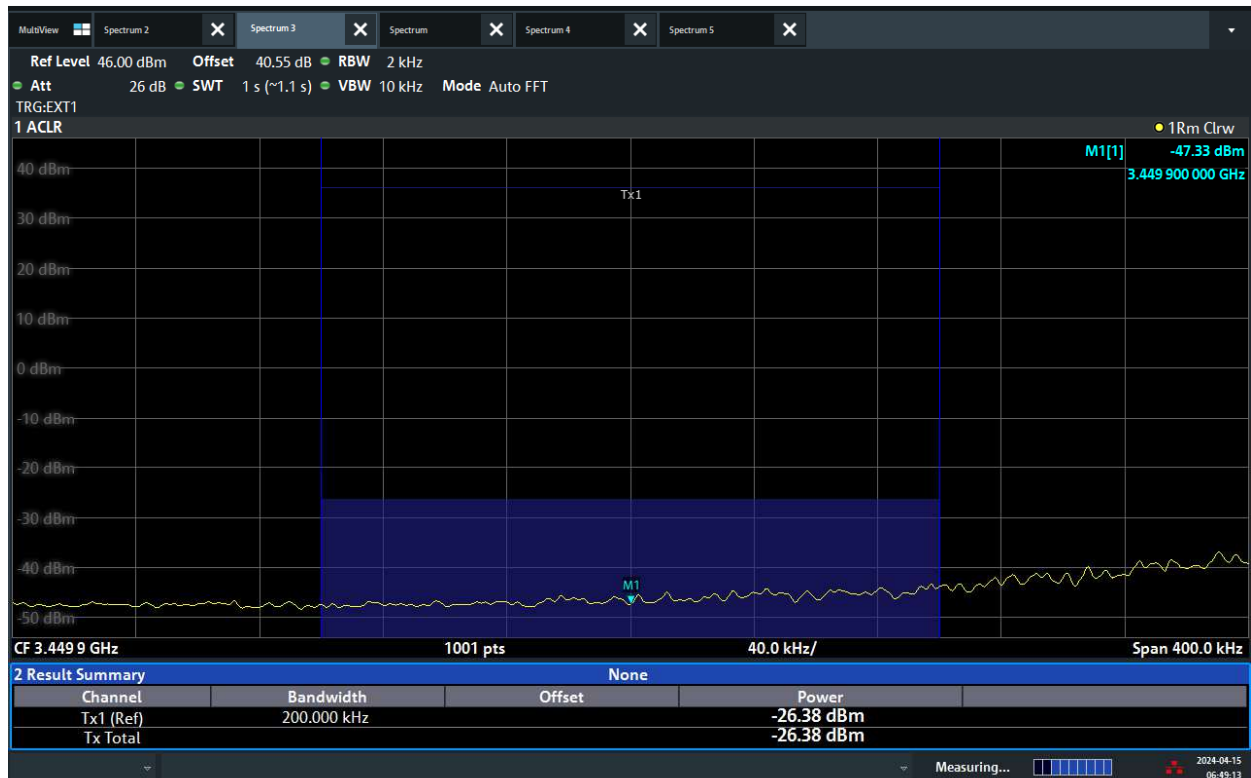 MultiView Spectrum 2 Spectrum 3 Spectrum Spectrum 4 Spectrum 5
Ref Level 46.00 dBm Offset 40.55 dB RBW 2 kHz
Att 26 dB SWT 1 s (~1.1 s) VBW 10 kHz Mode Auto FFT
TRG:EXT1
1 ACLR 1Rm Clrw
M1[1] -47.33 dBm
3.449 900 000 GHz
40 dBm
Tx1
30 dBm
20 dBm
10 dBm
0 dBm
-10 dBm
-20 dBm
-30 dBm
-40 dBm
M1
-50 dBm
CF 3.449 9 GHz 1001 pts 40.0 kHz/ Span 400.0 kHz
2 Result Summary None
Channel Bandwidth Offset Power
Tx1 (Ref) 200.000 kHz -26.38 dBm
Tx Total -26.38 dBm
Measuring... 2024-04-15
06:49:13